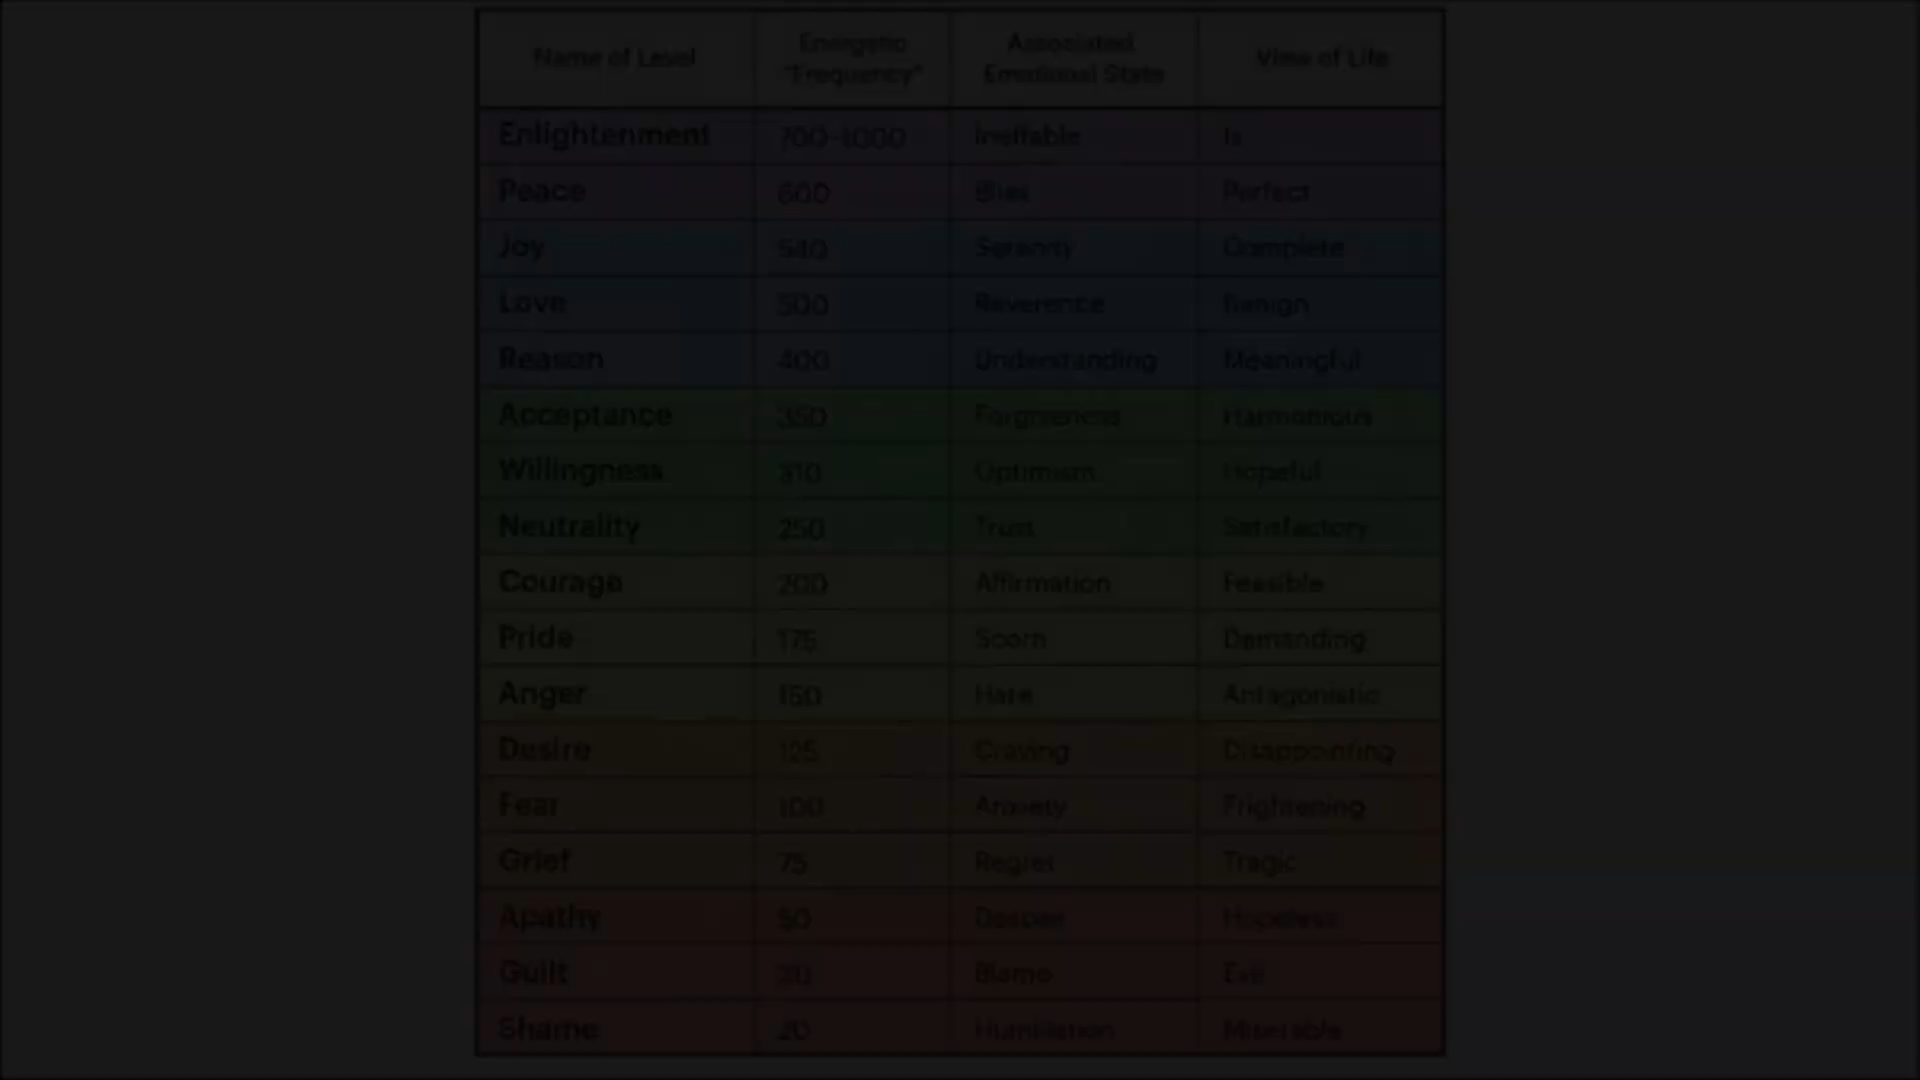 Name of Level Energetic "Frequency" Associated Emotional State View of Life
Enlightenment 700-1000 Ineffable Is
Peace 600 Bliss Perfect
Joy 540 Serenity Complete
Love 500 Reverence Benign
Reason 400 Understanding Meaningful
Acceptance 350 Forgiveness Harmonious
Willingness 310 Optimism Hopeful
Neutrality 250 Trust Satisfactory
Courage 200 Affirmation Feasible
Pride 175 Scorn Demanding
Anger 150 Hate Antagonistic
Desire 125 Craving Disappointing
Fear 100 Anxiety Frightening
Grief 75 Regret Tragic
Apathy 50 Despair Hopeless
Guilt Blame Evil
Shame 20 Humiliation Miserable